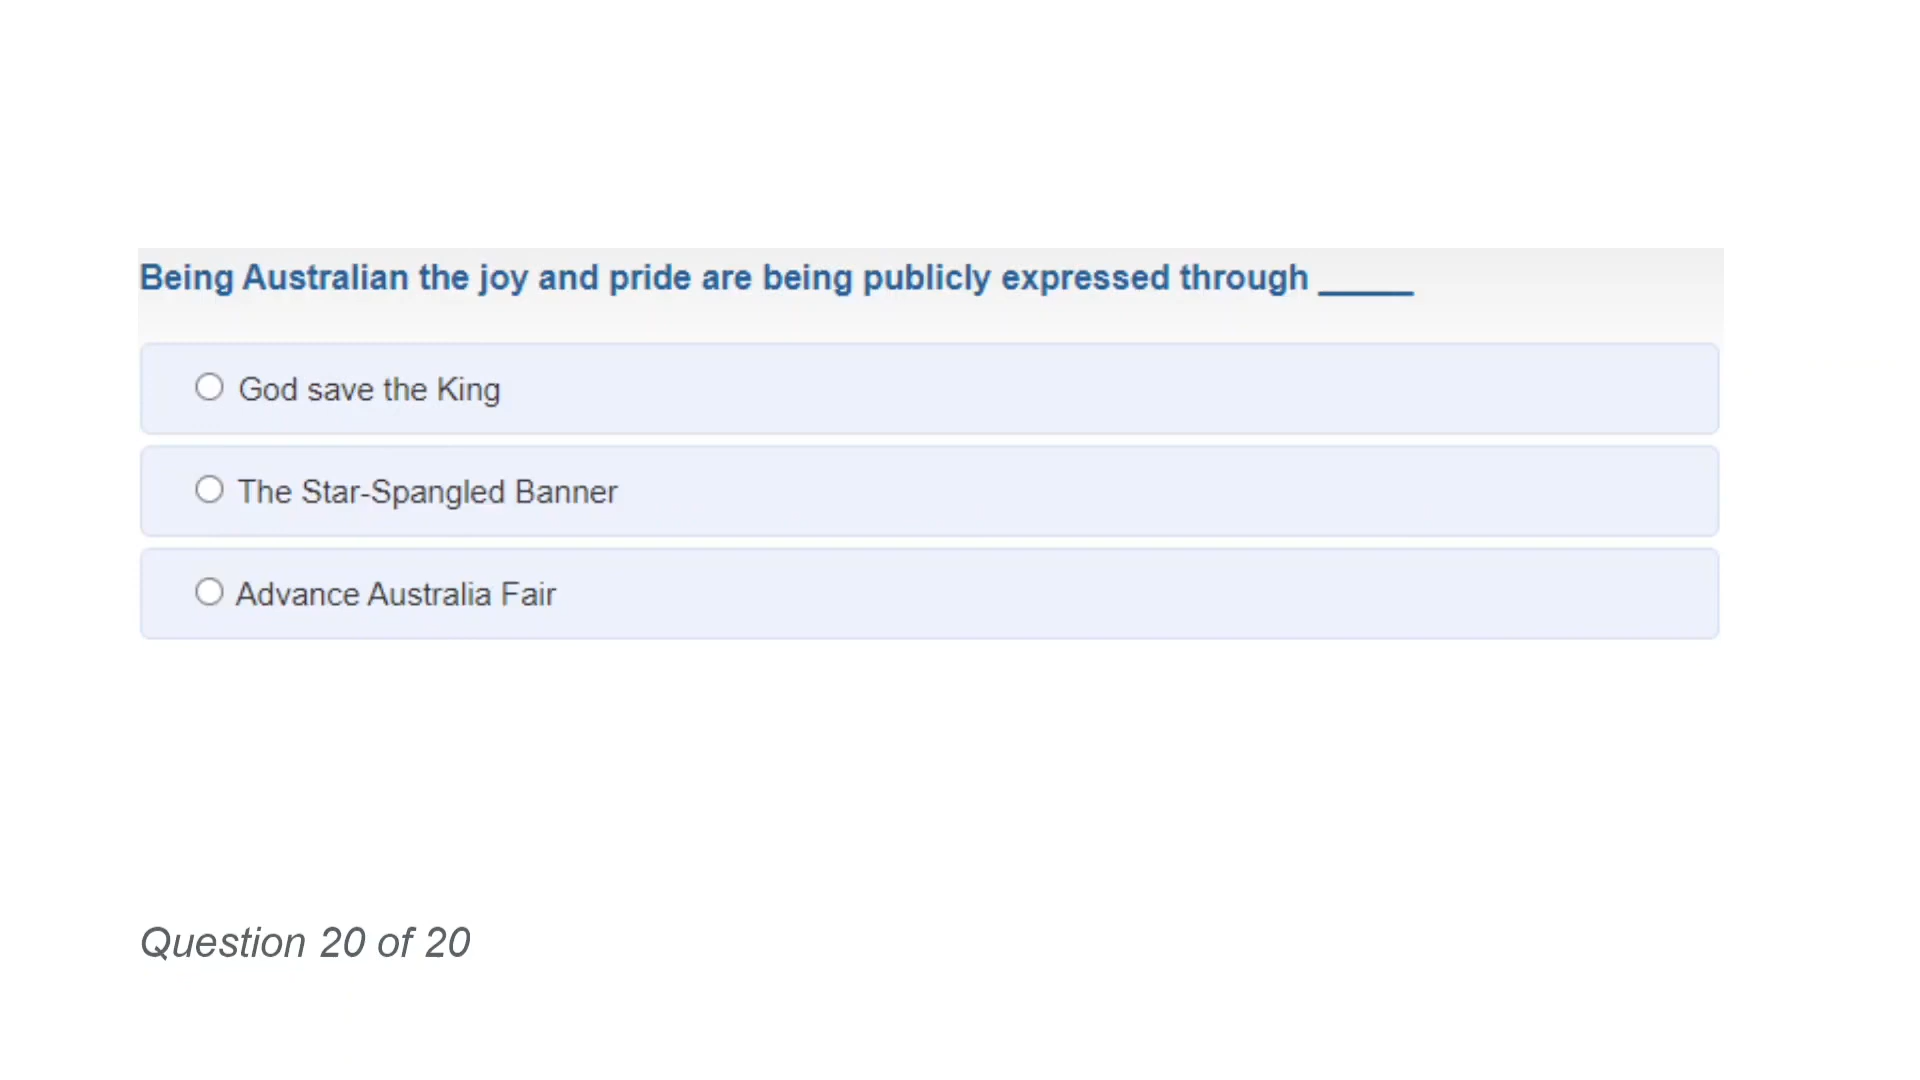 Being Australian the joy and pride are being publicly expressed through _____
God save the King
The Star-Spangled Banner
Advance Australia Fair
Question 20 of 20